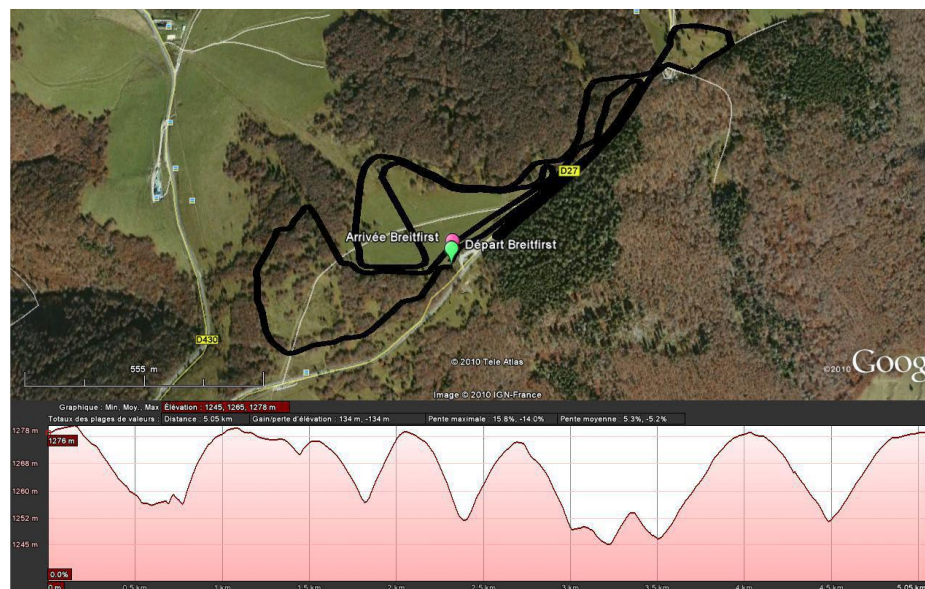 D27
Arrivée Breitfirst
Départ Breitfirst
D430
555 m
© 2010 Tele Atlas
©2010 Goog
Image © 2010 IGN-France
Graphique : Min, Moy., Max Élévation : 1245, 1265, 1278 m
Totaux des plages de valeurs : Distance : 5.05 km Gain/perte d'élévation : 134 m, -134 m Pente maximale : 15.8%, -14.0% Pente moyenne : 5.3%, -5.2%
1278 m
1276 m
1268 m
1260 m
1252 m
1245 m
0.0%
0 m 0.5 km 1 km 1.5 km 2 km 2.5 km 3 km 3.5 km 4 km 4.5 km 5.05 km